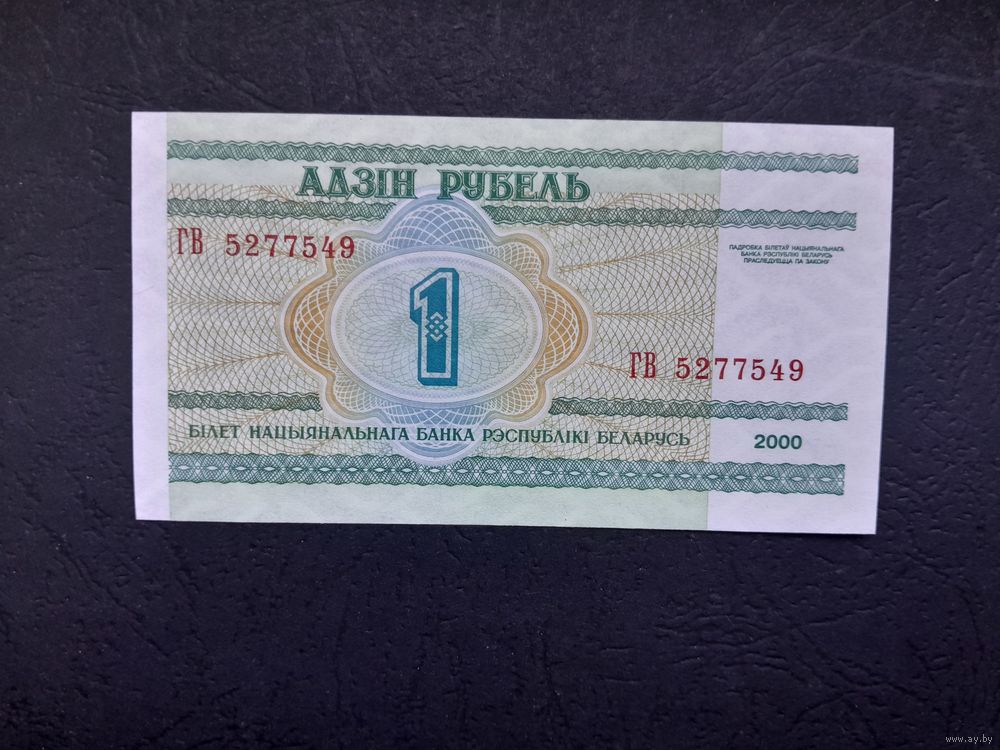 АДЗІН РУБЕЛЬ
ГВ 5277549
ПАДРОБКА БІЛЕТАЎ НАЦЫЯНАЛЬНАГА
БАНКА РЭСПУБЛІКІ БЕЛАРУСЬ
ПРАСЛЕДУЕЦЦА ПА ЗАКОНУ
1
ГВ 5277549
БІЛЕТ НАЦЫЯНАЛЬНАГА БАНКА РЭСПУБЛІКІ БЕЛАРУСЬ
2000
www.ay.by